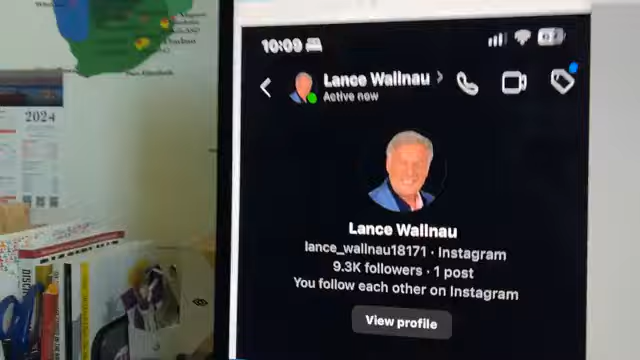 2024
DISCI
10:09
Lance Wallnau
Active now
Lance Wallnau
lance_wallnau18171 · Instagram
9.3K followers · 1 post
You follow each other on Instagram
View profile